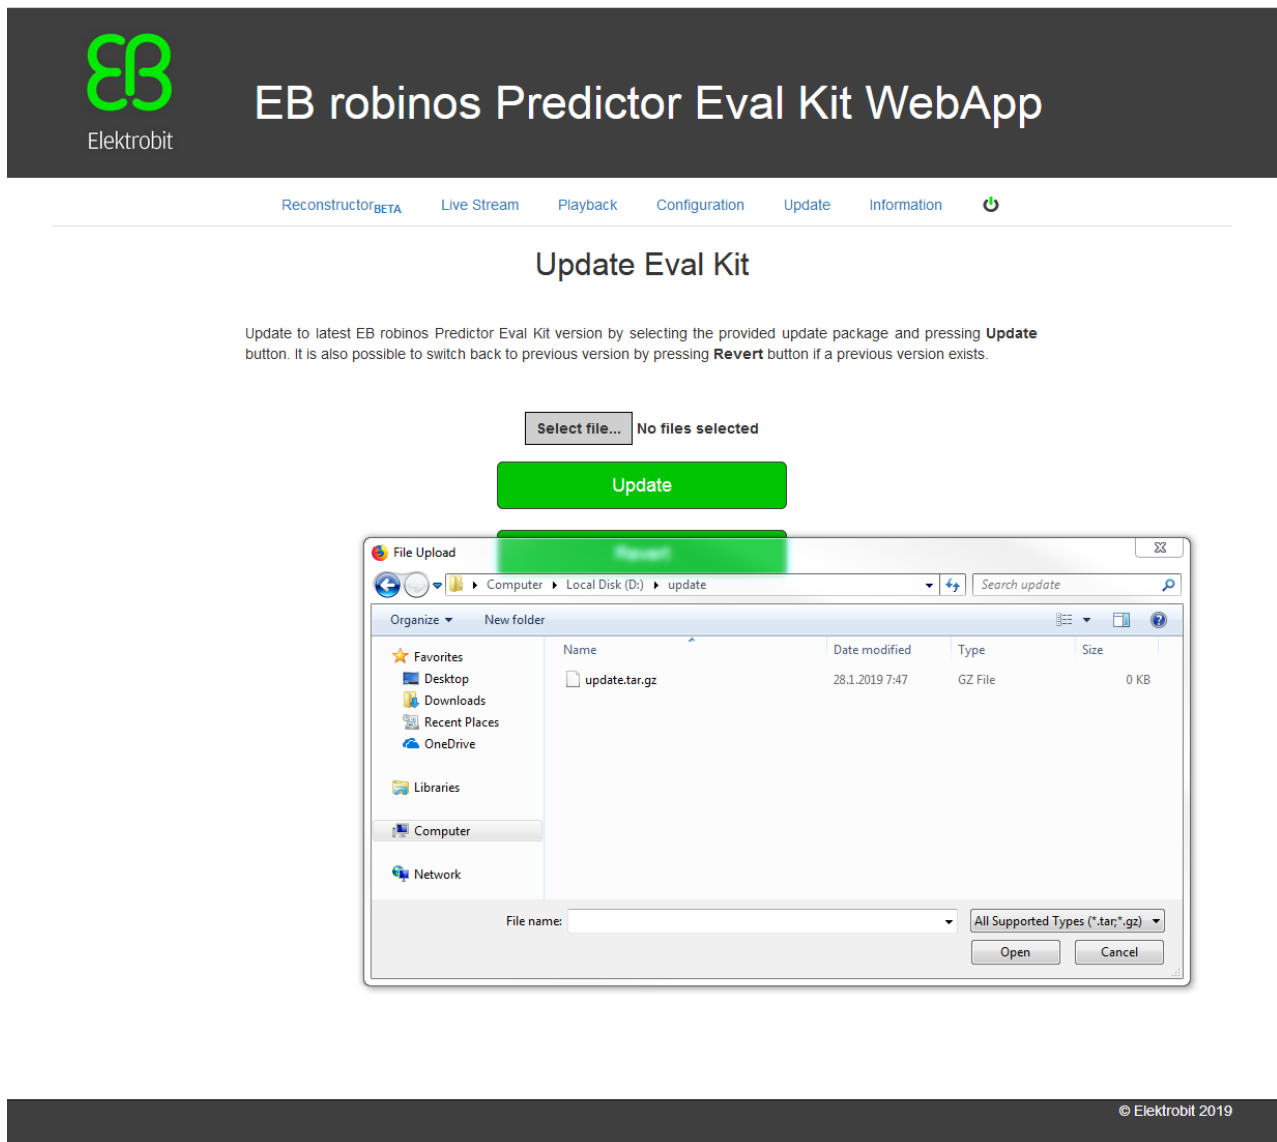 Elektrobit
EB robinos Predictor Eval Kit WebApp
ReconstructorBETA Live Stream Playback Configuration Update Information
Update Eval Kit
Update to latest EB robinos Predictor Eval Kit version by selecting the provided update package and pressing Update
button. It is also possible to switch back to previous version by pressing Revert button if a previous version exists.
Select file... No files selected
Update
Revert
File Upload
Computer Local Disk (D:) update
Search update
Organize New folder
Name Date modified Type Size
update.tar.gz 28.1.2019 7:47 GZ File 0 KB
Favorites
Desktop
Downloads
Recent Places
OneDrive
Libraries
Computer
Network
File name: All Supported Types (*.tar;*.gz)
Open Cancel
© Elektrobit 2019